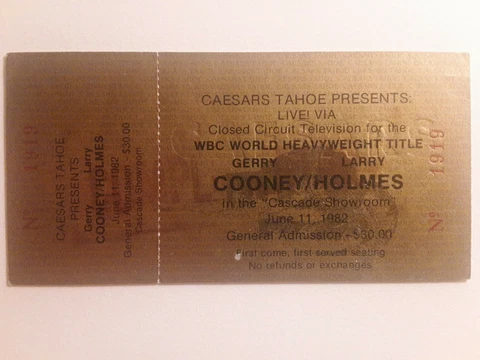 1919
CAESARS TAHOE
PRESENTS
Gerry Larry
COONEY/HOLMES
June 11, 1982
General Admission - $30.00
Cascade Showroom
CAESARS TAHOE PRESENTS:
LIVE! VIA
Closed Circuit Television for the
WBC WORLD HEAVYWEIGHT TITLE
GERRY LARRY
COONEY/HOLMES
in the "Cascade Showroom"
June 11, 1982
General Admission - $30.00
First come, first served seating
No refunds or exchanges
Nº 1919